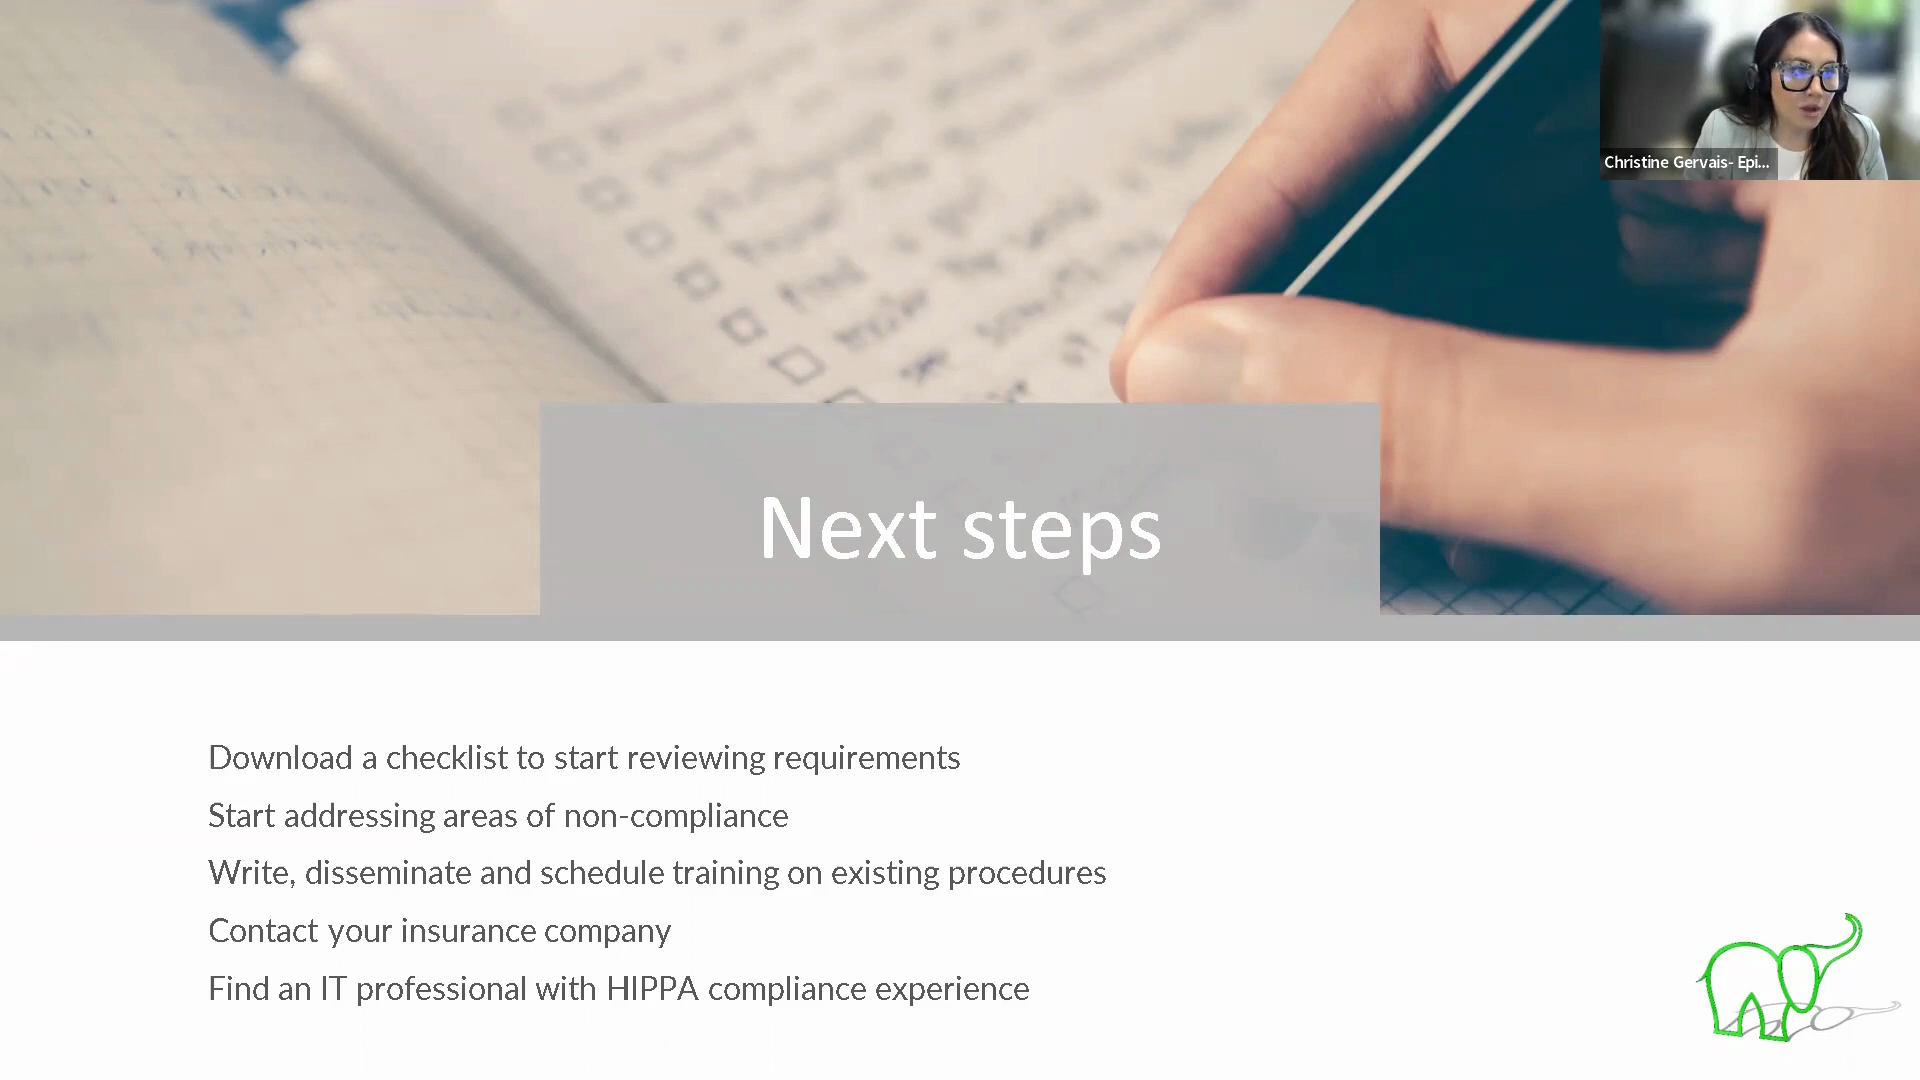 Christine Gervais- Epi...
Next steps
Download a checklist to start reviewing requirements
Start addressing areas of non-compliance
Write, disseminate and schedule training on existing procedures
Contact your insurance company
Find an IT professional with HIPPA compliance experience